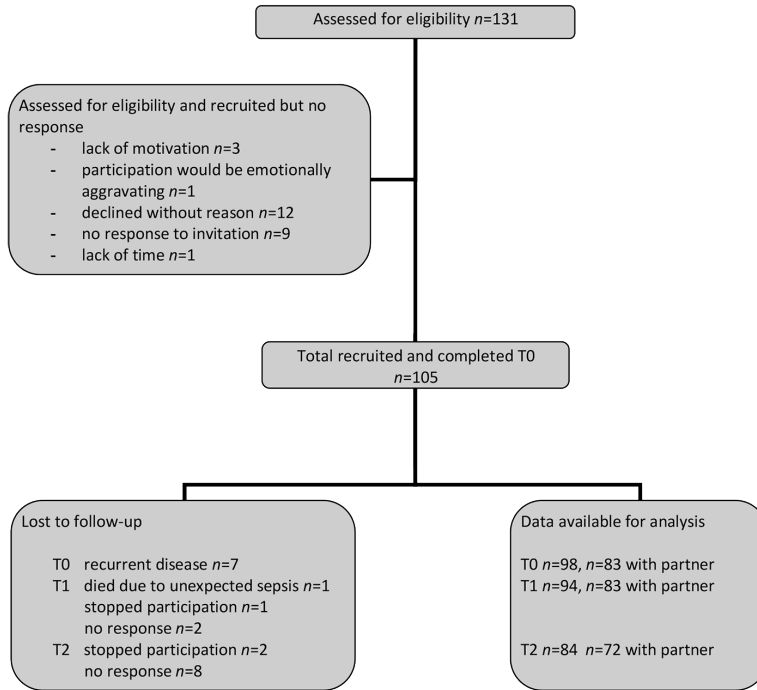 Assessed for eligibility n=131
Assessed for eligibility and recruited but no
response
- lack of motivation n=3
- participation would be emotionally
aggravating n=1
- declined without reason n=12
- no response to invitation n=9
- lack of time n=1
Total recruited and completed T0
n=105
Lost to follow-up
T0 recurrent disease n=7
T1 died due to unexpected sepsis n=1
stopped participation n=1
no response n=2
T2 stopped participation n=2
no response n=8
Data available for analysis
T0 n=98, n=83 with partner
T1 n=94, n=83 with partner
T2 n=84 n=72 with partner